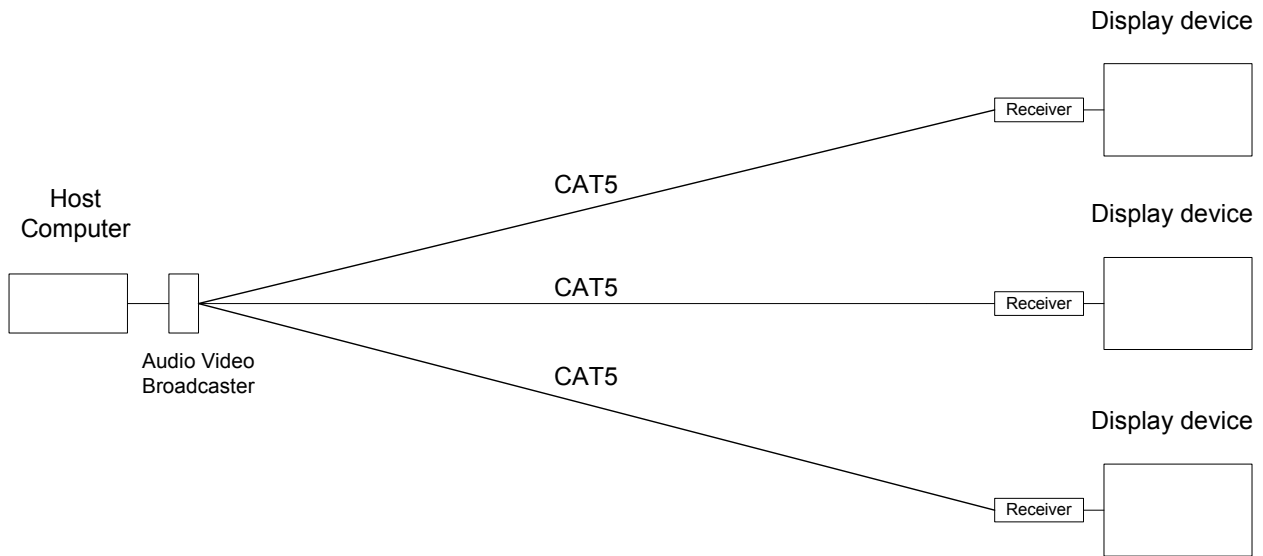 Display device
Receiver
CAT5
Host
Computer
Display device
CAT5
Receiver
Audio Video
Broadcaster
CAT5
Display device
Receiver